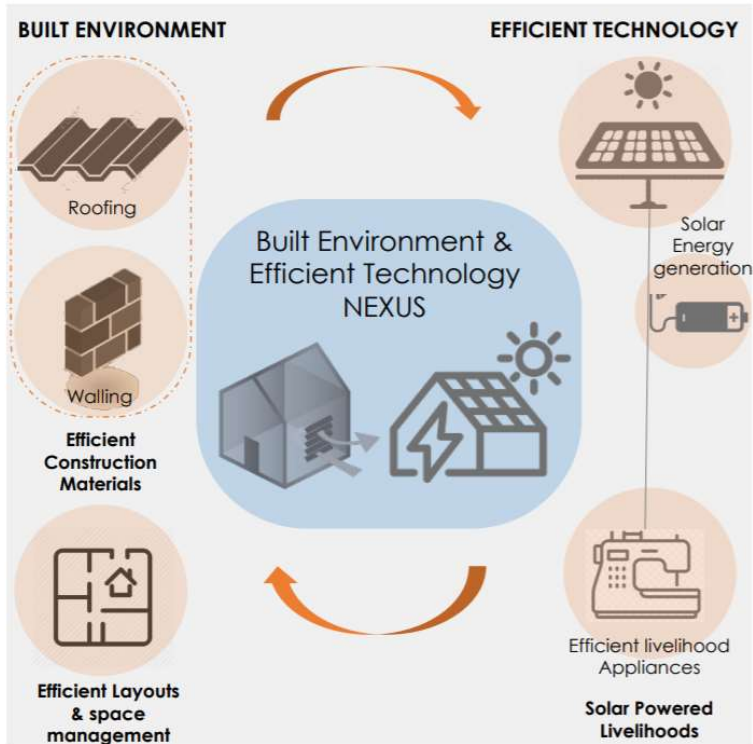 BUILT ENVIRONMENT
EFFICIENT TECHNOLOGY
Roofing
Walling
Efficient
Construction
Materials
Efficient Layouts
& space
management
Built Environment &
Efficient Technology
NEXUS
Solar
Energy
generation
Efficient livelihood
Appliances
Solar Powered
Livelihoods